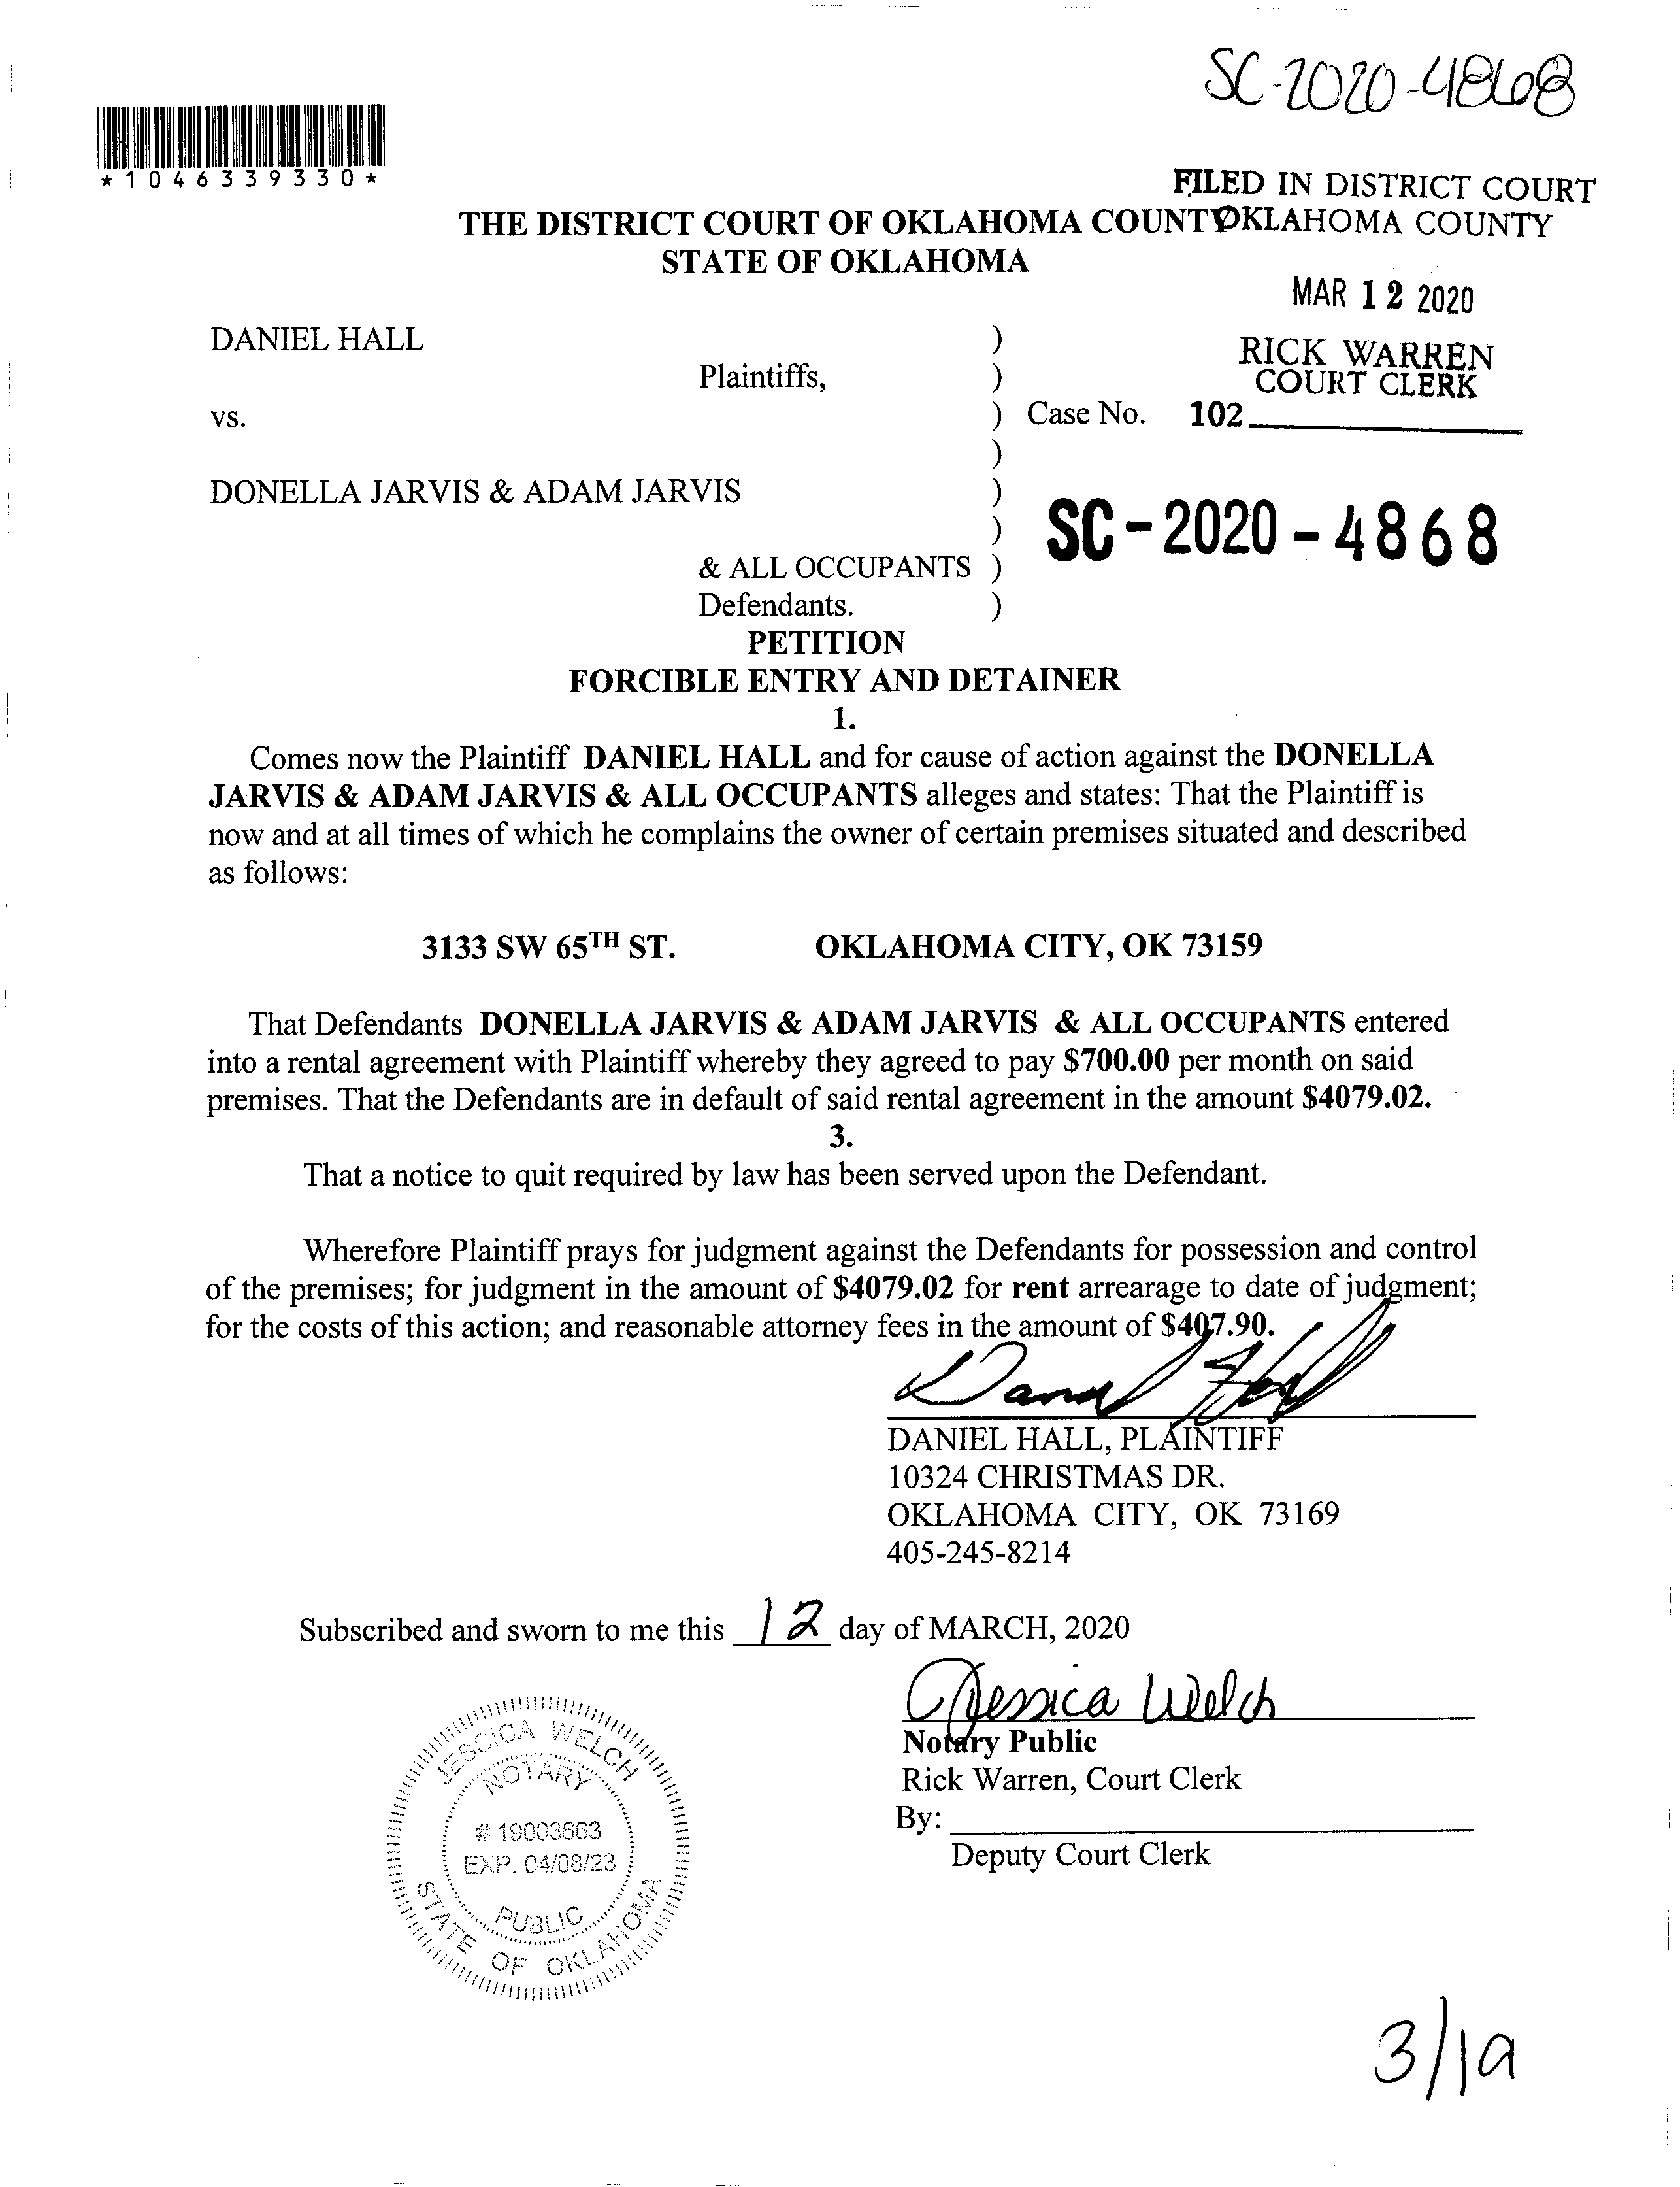 SC-2020-4868
*1046339330*
FILED IN DISTRICT COURT
THE DISTRICT COURT OF OKLAHOMA COUNTY
OKLAHOMA COUNTY
STATE OF OKLAHOMA
MAR 12 2020
DANIEL HALL )
RICK WARREN
Plaintiffs, )
COURT CLERK
vs. ) Case No. 102
)
DONELLA JARVIS & ADAM JARVIS )
) SC-2020-4868
& ALL OCCUPANTS )
Defendants. )
PETITION
FORCIBLE ENTRY AND DETAINER
1.
Comes now the Plaintiff DANIEL HALL and for cause of action against the DONELLA
JARVIS & ADAM JARVIS & ALL OCCUPANTS alleges and states: That the Plaintiff is
now and at all times of which he complains the owner of certain premises situated and described
as follows:
3133 SW 65TH ST. OKLAHOMA CITY, OK 73159
That Defendants DONELLA JARVIS & ADAM JARVIS & ALL OCCUPANTS entered
into a rental agreement with Plaintiff whereby they agreed to pay $700.00 per month on said
premises. That the Defendants are in default of said rental agreement in the amount $4079.02.
3.
That a notice to quit required by law has been served upon the Defendant.
Wherefore Plaintiff prays for judgment against the Defendants for possession and control
of the premises; for judgment in the amount of $4079.02 for rent arrearage to date of judgment;
for the costs of this action; and reasonable attorney fees in the amount of $407.90.
Daniel Hall
DANIEL HALL, PLAINTIFF
10324 CHRISTMAS DR.
OKLAHOMA CITY, OK 73169
405-245-8214
Subscribed and sworn to me this 12 day of MARCH, 2020
Jessica Welch
Notary Public
Rick Warren, Court Clerk
By:
Deputy Court Clerk
JESSICA WELCH
NOTARY
# 19003663
EXP. 04/08/23
PUBLIC
STATE OF OKLAHOMA
3/19